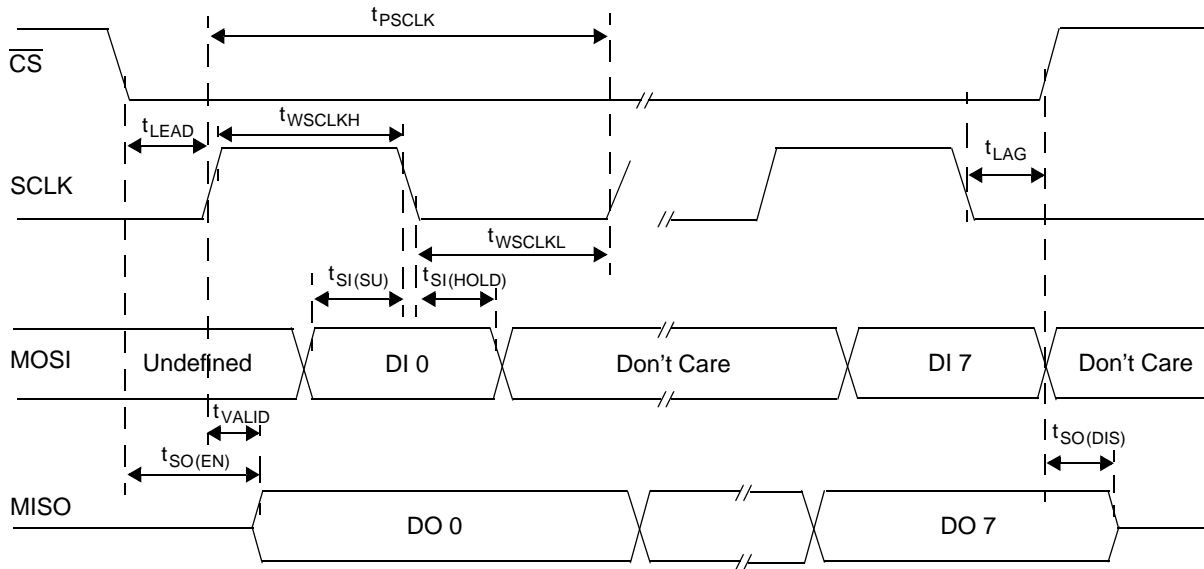 tPSCLK
CS
tLEAD
tWSCLKH
tLAG
SCLK
tWSCLKL
tSI(SU)
tSI(HOLD)
MOSI
Undefined
DI 0
Don't Care
DI 7
Don't Care
tVALID
tSO(EN)
tSO(DIS)
MISO
DO 0
DO 7